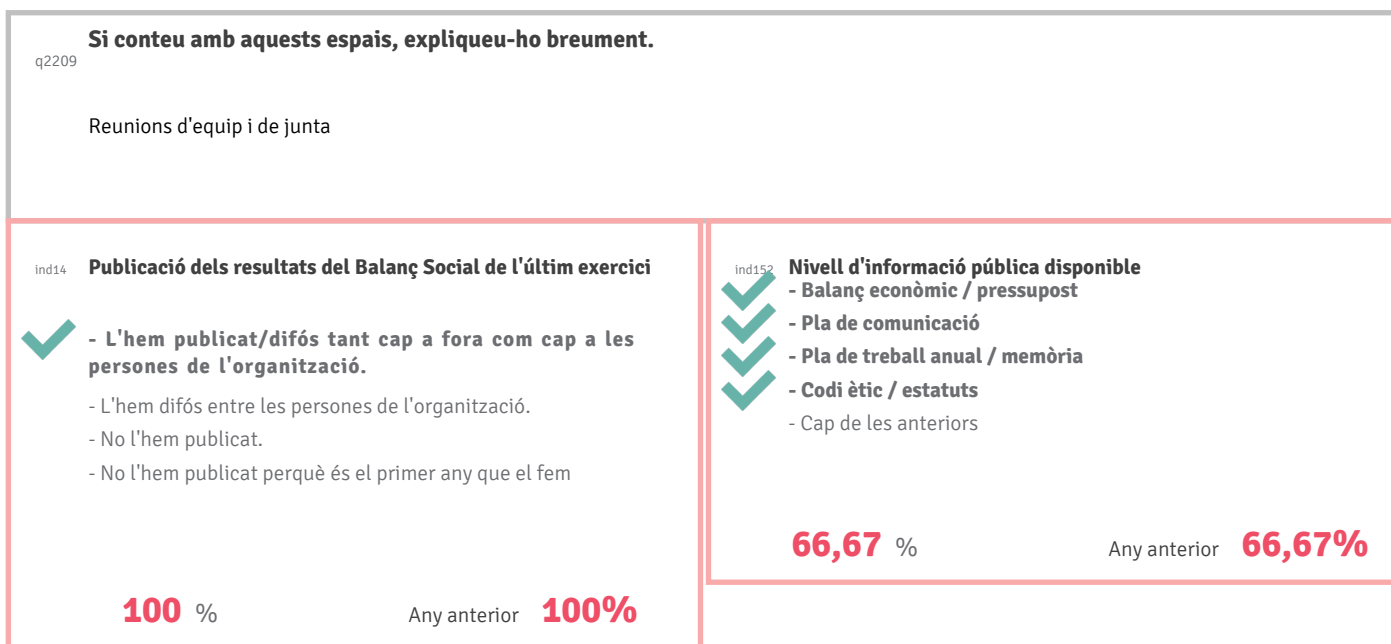 Si conteu amb aquests espais, expliqueu-ho breument.
q2209
Reunions d'equip i de junta
ind14 Publicació dels resultats del Balanç Social de l'últim exercici
- L'hem publicat/difós tant cap a fora com cap a les
persones de l'organització.
- L'hem difós entre les persones de l'organització.
- No l'hem publicat.
- No l'hem publicat perquè és el primer any que el fem
100 % Any anterior 100%
ind152 Nivell d'informació pública disponible
- Balanç econòmic / pressupost
- Pla de comunicació
- Pla de treball anual / memòria
- Codi ètic / estatuts
- Cap de les anteriors
66,67 % Any anterior 66,67%